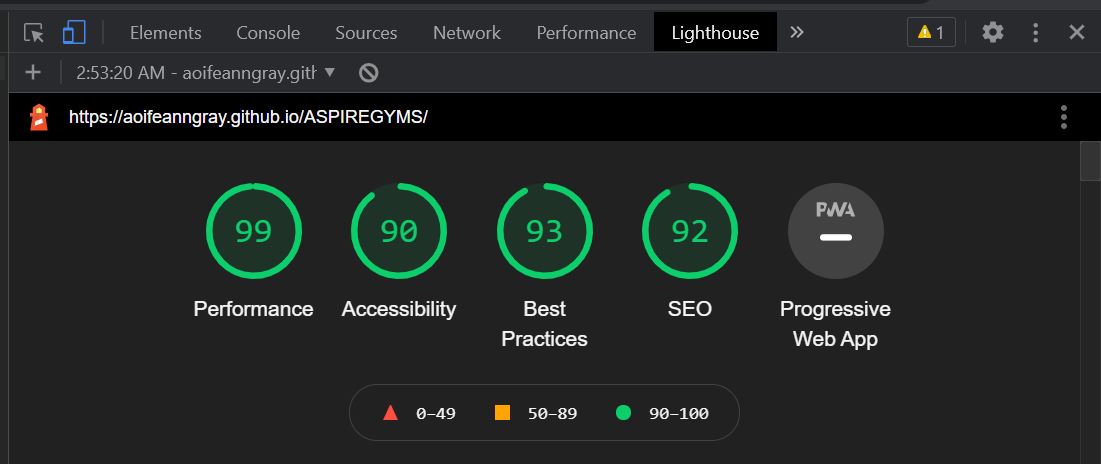 Elements Console Sources Network Performance Lighthouse » 1
+ 2:53:20 AM - aoifeanngray.gitl
https://aoifeanngray.github.io/ASPIREGYMS/
99 90 93 92 PWA
Performance Accessibility Best Practices SEO Progressive Web App
0–49 50–89 90–100